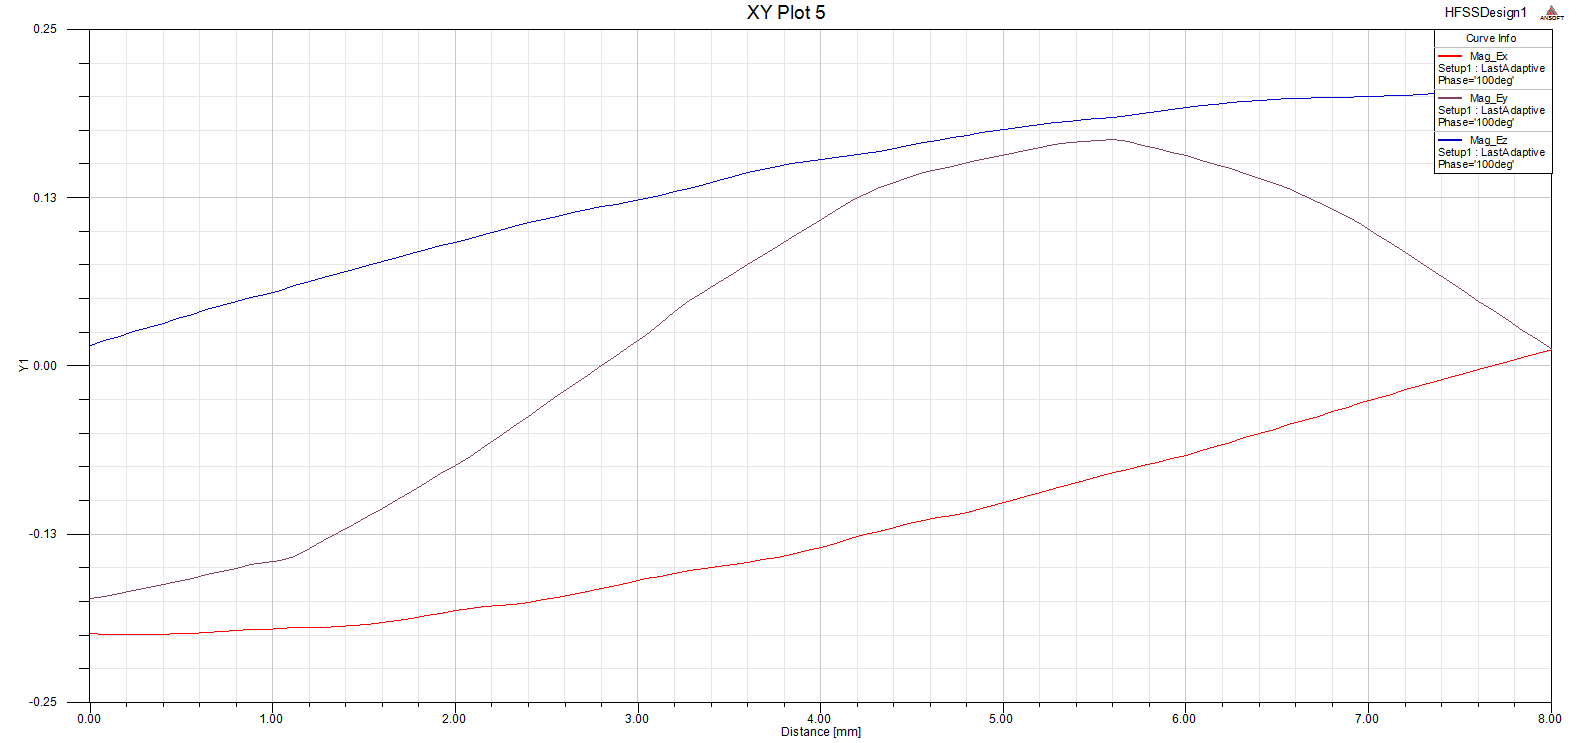 XY Plot 5
HFSSDesign1
ANSOFT
Curve Info
Mag_Ex
Setup1 : LastAdaptive
Phase='100deg'
Mag_Ey
Setup1 : LastAdaptive
Phase='100deg'
Mag_Ez
Setup1 : LastAdaptive
Phase='100deg'
0.25
0.13
0.00
-0.13
-0.25
Y1
0.00 1.00 2.00 3.00 4.00 5.00 6.00 7.00 8.00
Distance [mm]